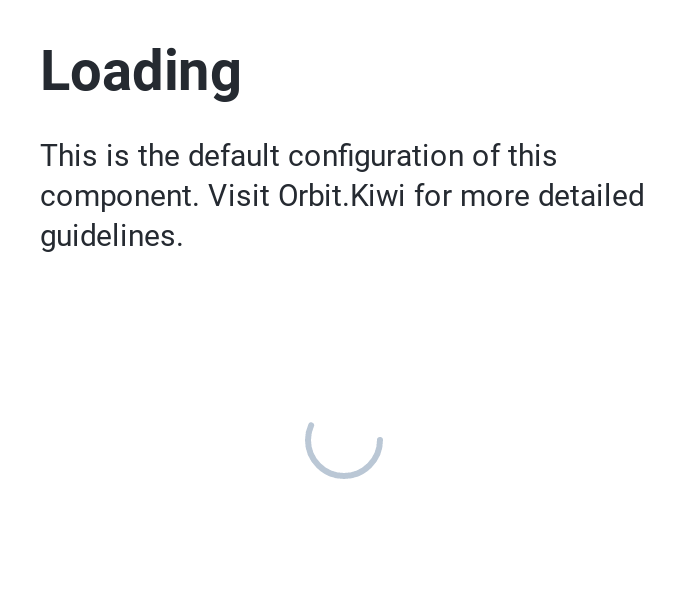 Loading
This is the default configuration of this
component. Visit Orbit.Kiwi for more detailed
guidelines.